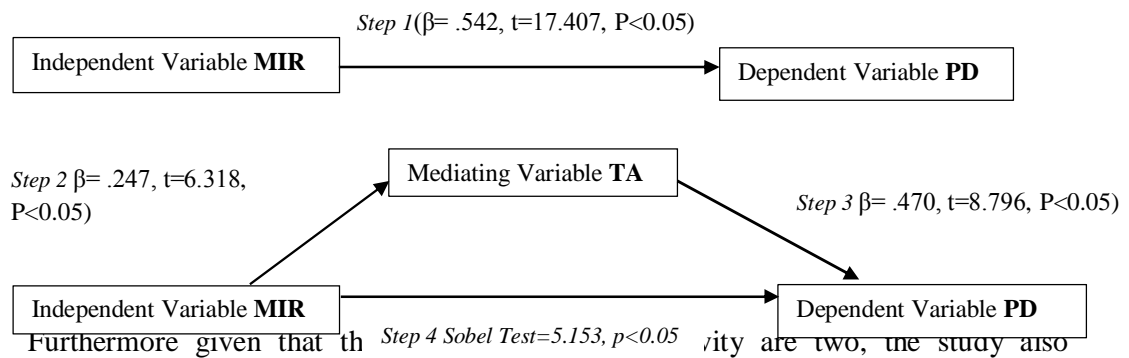 Step 1(β= .542, t=17.407, P<0.05)
Independent Variable MIR
Dependent Variable PD
Mediating Variable TA
Step 2 β= .247, t=6.318,
P<0.05)
Step 3 β= .470, t=8.796, P<0.05)
Independent Variable MIR
Dependent Variable PD
Step 4 Sobel Test=5.153, p<0.05
Furthermore given that are two, the study also